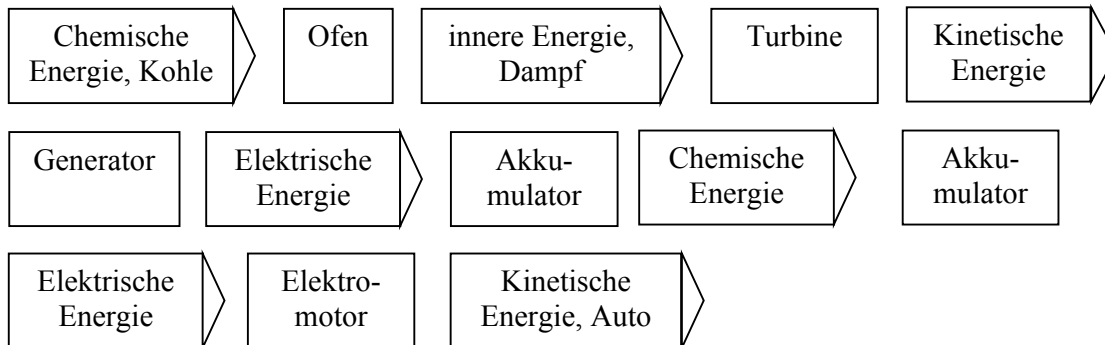 Chemische
Energie, Kohle
Ofen
innere Energie,
Dampf
Turbine
Kinetische
Energie
Generator
Elektrische
Energie
Akku-
mulator
Chemische
Energie
Akku-
mulator
Elektrische
Energie
Elektro-
motor
Kinetische
Energie, Auto